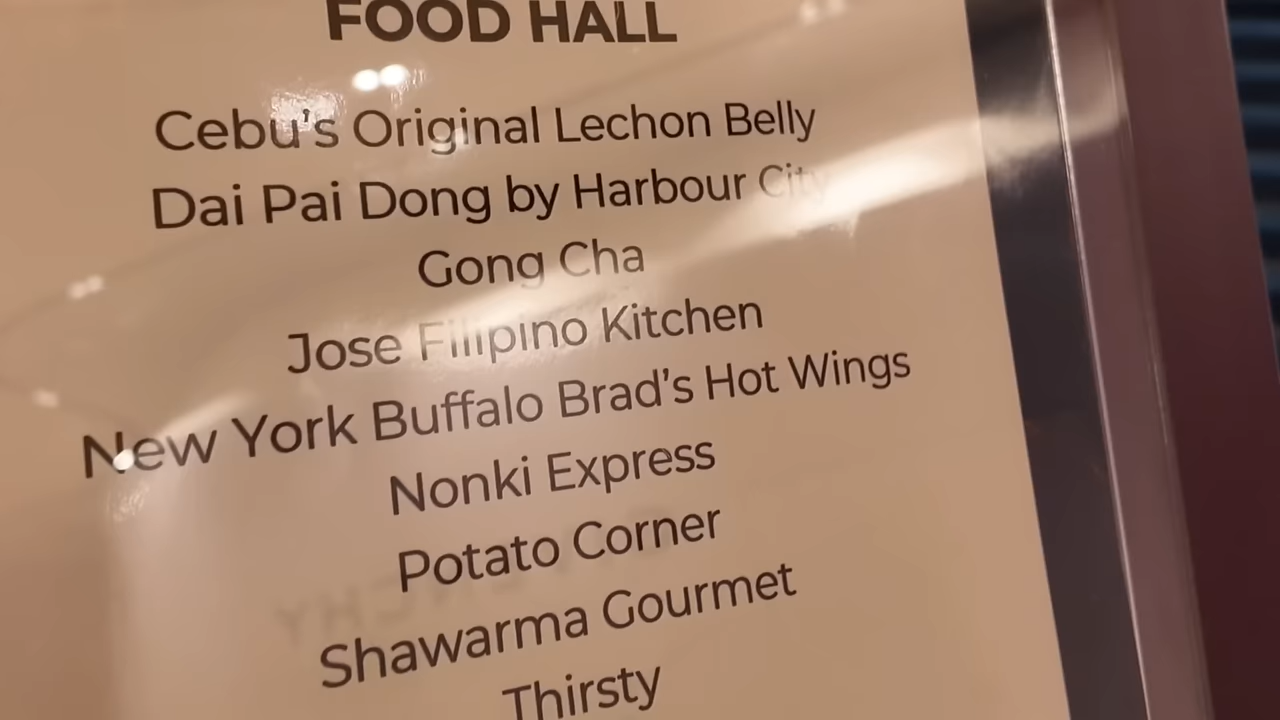 FOOD HALL
Cebu's Original Lechon Belly
Dai Pai Dong by Harbour City
Gong Cha
Jose Filipino Kitchen
New York Buffalo Brad's Hot Wings
Nonki Express
Potato Corner
Shawarma Gourmet
Thirsty